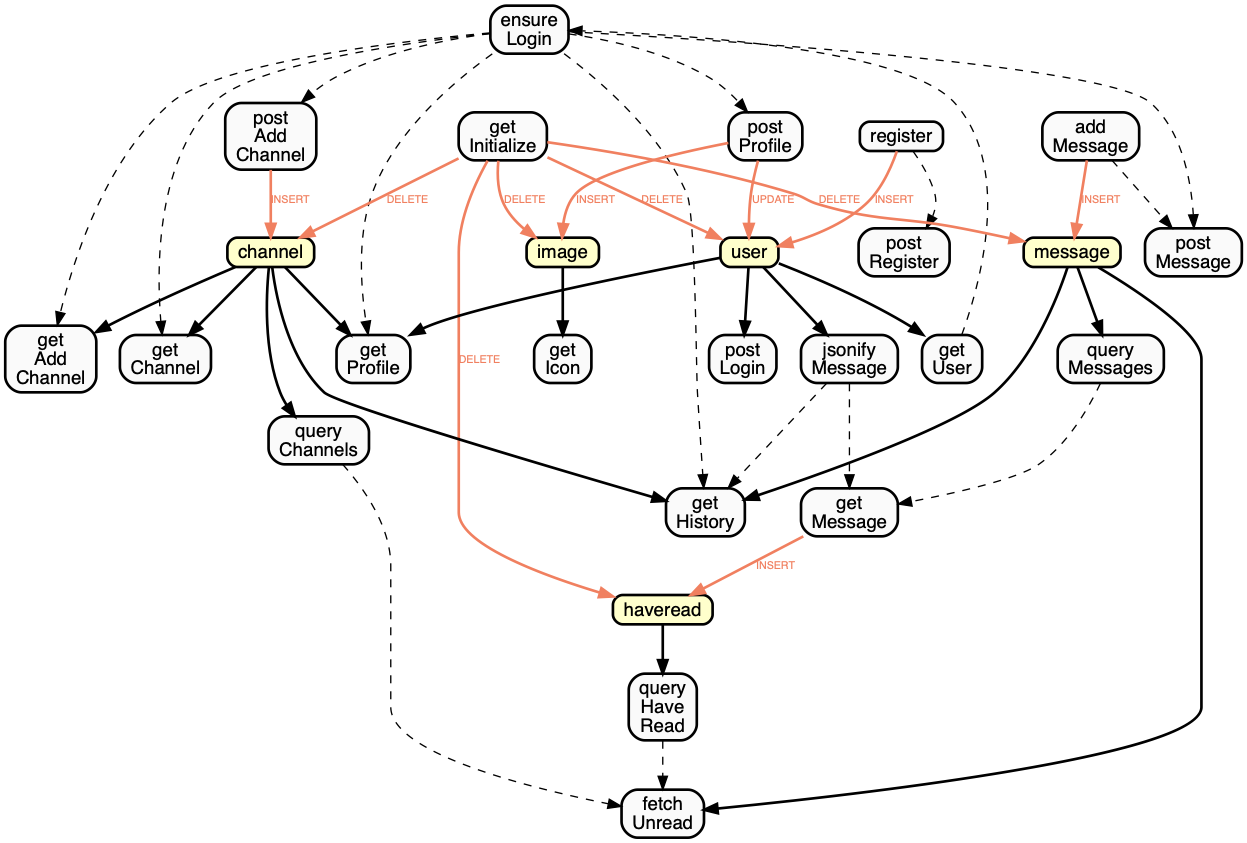 ensure
Login
post
Add
Channel
get
Initialize
post
Profile
register
add
Message
INSERT
DELETE
DELETE
INSERT
DELETE
UPDATE
DELETE
INSERT
INSERT
channel
image
user
post
Register
message
post
Message
get
Add
Channel
get
Channel
get
Profile
DELETE
get
Icon
post
Login
jsonify
Message
get
User
query
Messages
query
Channels
get
History
get
Message
INSERT
haveread
query
Have
Read
fetch
Unread